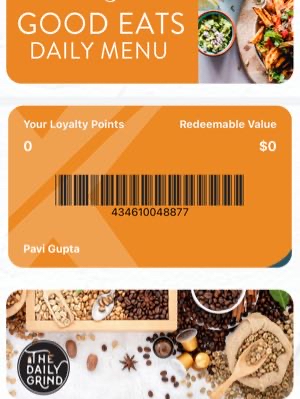 GOOD EATS
DAILY MENU
Your Loyalty Points
Redeemable Value
0
$0
434610048877
Pavi Gupta
THE
DAILY
GRIND